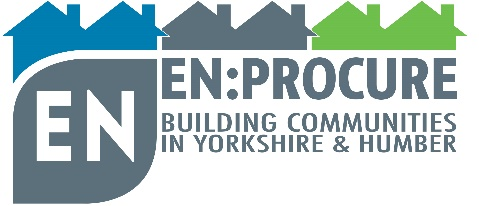 EN
EN:PROCURE
BUILDING COMMUNITIES
IN YORKSHIRE & HUMBER